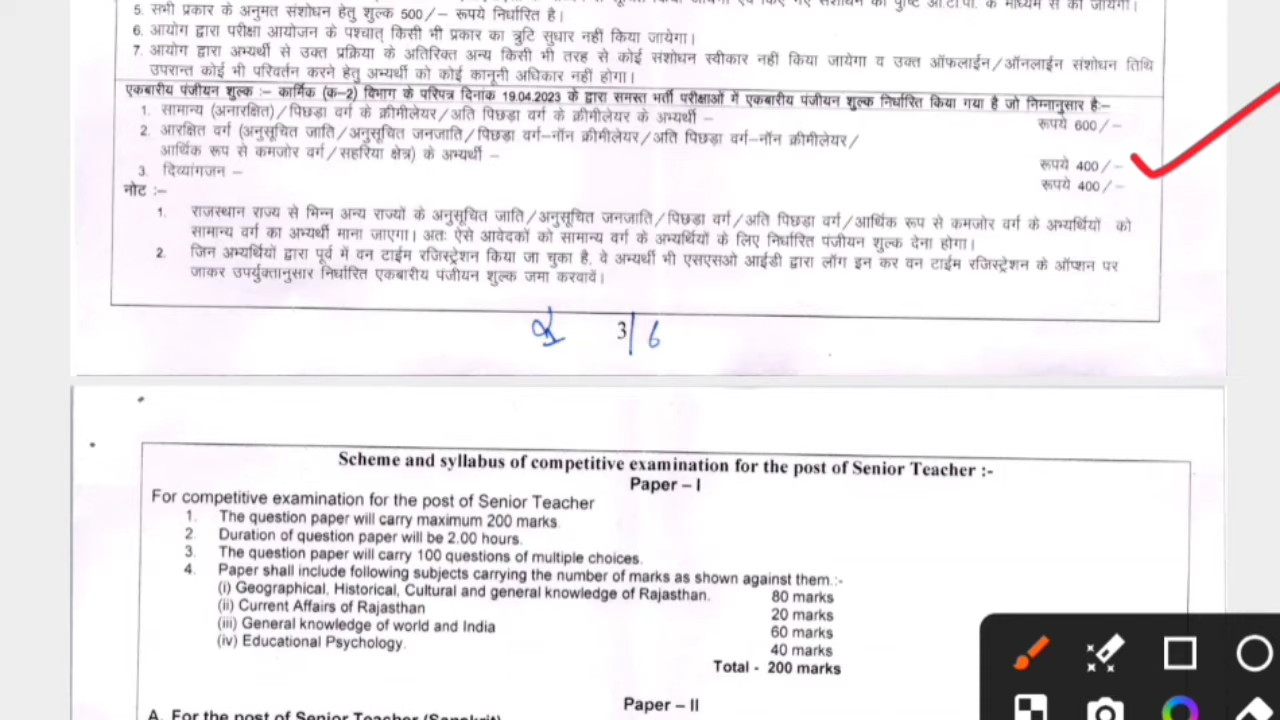 5. सभी प्रकार के अनुमत संशोधन हेतु शुल्क 500/– रूपये निर्धारित है।
6. आयोग द्वारा परीक्षा आयोजन के पश्चात् किसी भी प्रकार का त्रुटि सुधार नहीं किया जायेगा।
7. आयोग द्वारा अभ्यर्थी से उक्त प्रक्रिया के अतिरिक्त अन्य किसी भी तरह से कोई संशोधन स्वीकार नहीं किया जायेगा व उक्त ऑफलाईन/ऑनलाईन संशोधन तिथि
उपरान्त कोई भी परिवर्तन करने हेतु अभ्यर्थी को कोई कानूनी अधिकार नहीं होगा।
एकबारीय पंजीयन शुल्क :– कार्मिक (क–2) विभाग के परिपत्र दिनांक 19.04.2023 के द्वारा समस्त भर्ती परीक्षाओं में एकबारीय पंजीयन शुल्क निर्धारित किया गया है जो निम्नानुसार है:–
1. सामान्य (अनारक्षित)/पिछड़ा वर्ग के क्रीमीलेयर/अति पिछड़ा वर्ग के क्रीमीलेयर के अभ्यर्थी – रूपये 600/–
2. आरक्षित वर्ग (अनुसूचित जाति/अनुसूचित जनजाति/पिछड़ा वर्ग–नॉन क्रीमीलेयर/अति पिछड़ा वर्ग–नॉन क्रीमीलेयर/
आर्थिक रूप से कमजोर वर्ग/सहरिया क्षेत्र) के अभ्यर्थी – रूपये 400/–
3. दिव्यांगजन – रूपये 400/–
नोट :–
1. राजस्थान राज्य से भिन्न अन्य राज्यों के अनुसूचित जाति/अनुसूचित जनजाति/पिछड़ा वर्ग/अति पिछड़ा वर्ग/आर्थिक रूप से कमजोर वर्ग के अभ्यर्थियों को
सामान्य वर्ग का अभ्यर्थी माना जाएगा। अतः ऐसे आवेदकों को सामान्य वर्ग के अभ्यर्थियों के लिए निर्धारित पंजीयन शुल्क देना होगा।
2. जिन अभ्यर्थियों द्वारा पूर्व में वन टाईम रजिस्ट्रेशन किया जा चुका है, वे अभ्यर्थी भी एसएसओ आईडी द्वारा लॉग इन कर वन टाईम रजिस्ट्रेशन के ऑप्शन पर
जाकर उपर्युक्तानुसार निर्धारित एकबारीय पंजीयन शुल्क जमा करवावें।
3/6
Scheme and syllabus of competitive examination for the post of Senior Teacher :-
Paper – I
For competitive examination for the post of Senior Teacher
1. The question paper will carry maximum 200 marks.
2. Duration of question paper will be 2.00 hours.
3. The question paper will carry 100 questions of multiple choices.
4. Paper shall include following subjects carrying the number of marks as shown against them.:-
(i) Geographical, Historical, Cultural and general knowledge of Rajasthan. 80 marks
(ii) Current Affairs of Rajasthan 20 marks
(iii) General knowledge of world and India 60 marks
(iv) Educational Psychology. 40 marks
Total - 200 marks
Paper – II
A. For the post of Senior Teacher (Sanskrit)